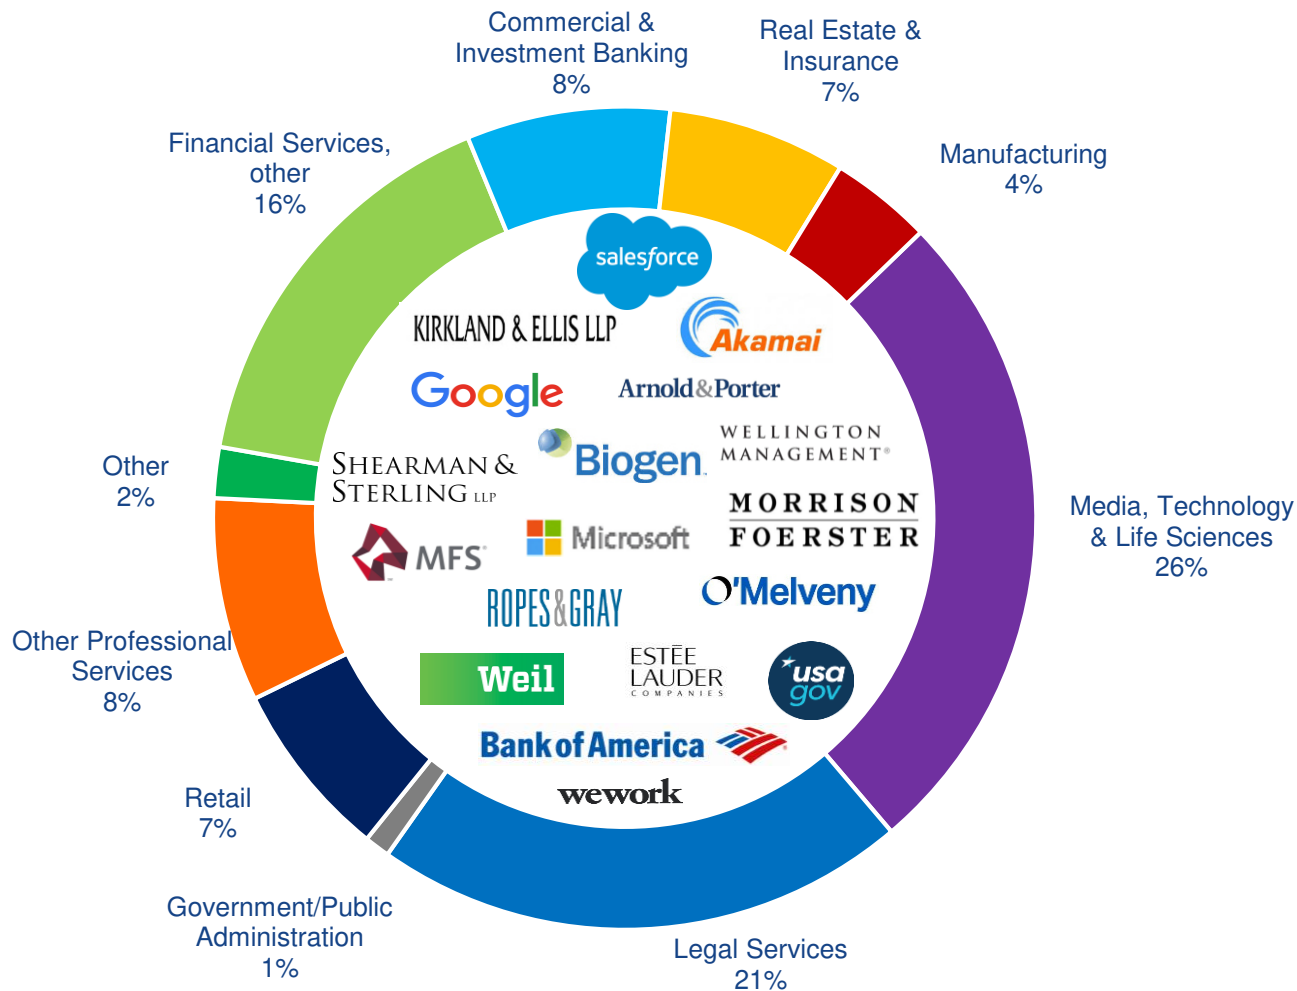 Commercial &
Investment Banking
8%
Real Estate &
Insurance
7%
Manufacturing
4%
Financial Services,
other
16%
Other
2%
Other Professional
Services
8%
Retail
7%
Government/Public
Administration
1%
Legal Services
21%
Media, Technology
& Life Sciences
26%
salesforce
KIRKLAND & ELLIS LLP
Akamai
Google
Arnold&Porter
Biogen
WELLINGTON
MANAGEMENT®
SHEARMAN &
STERLING LLP
MORRISON
FOERSTER
MFS
Microsoft
O'Melveny
ROPES&GRAY
Weil
ESTĒE
LAUDER
COMPANIES
usa
gov
Bank of America
wework